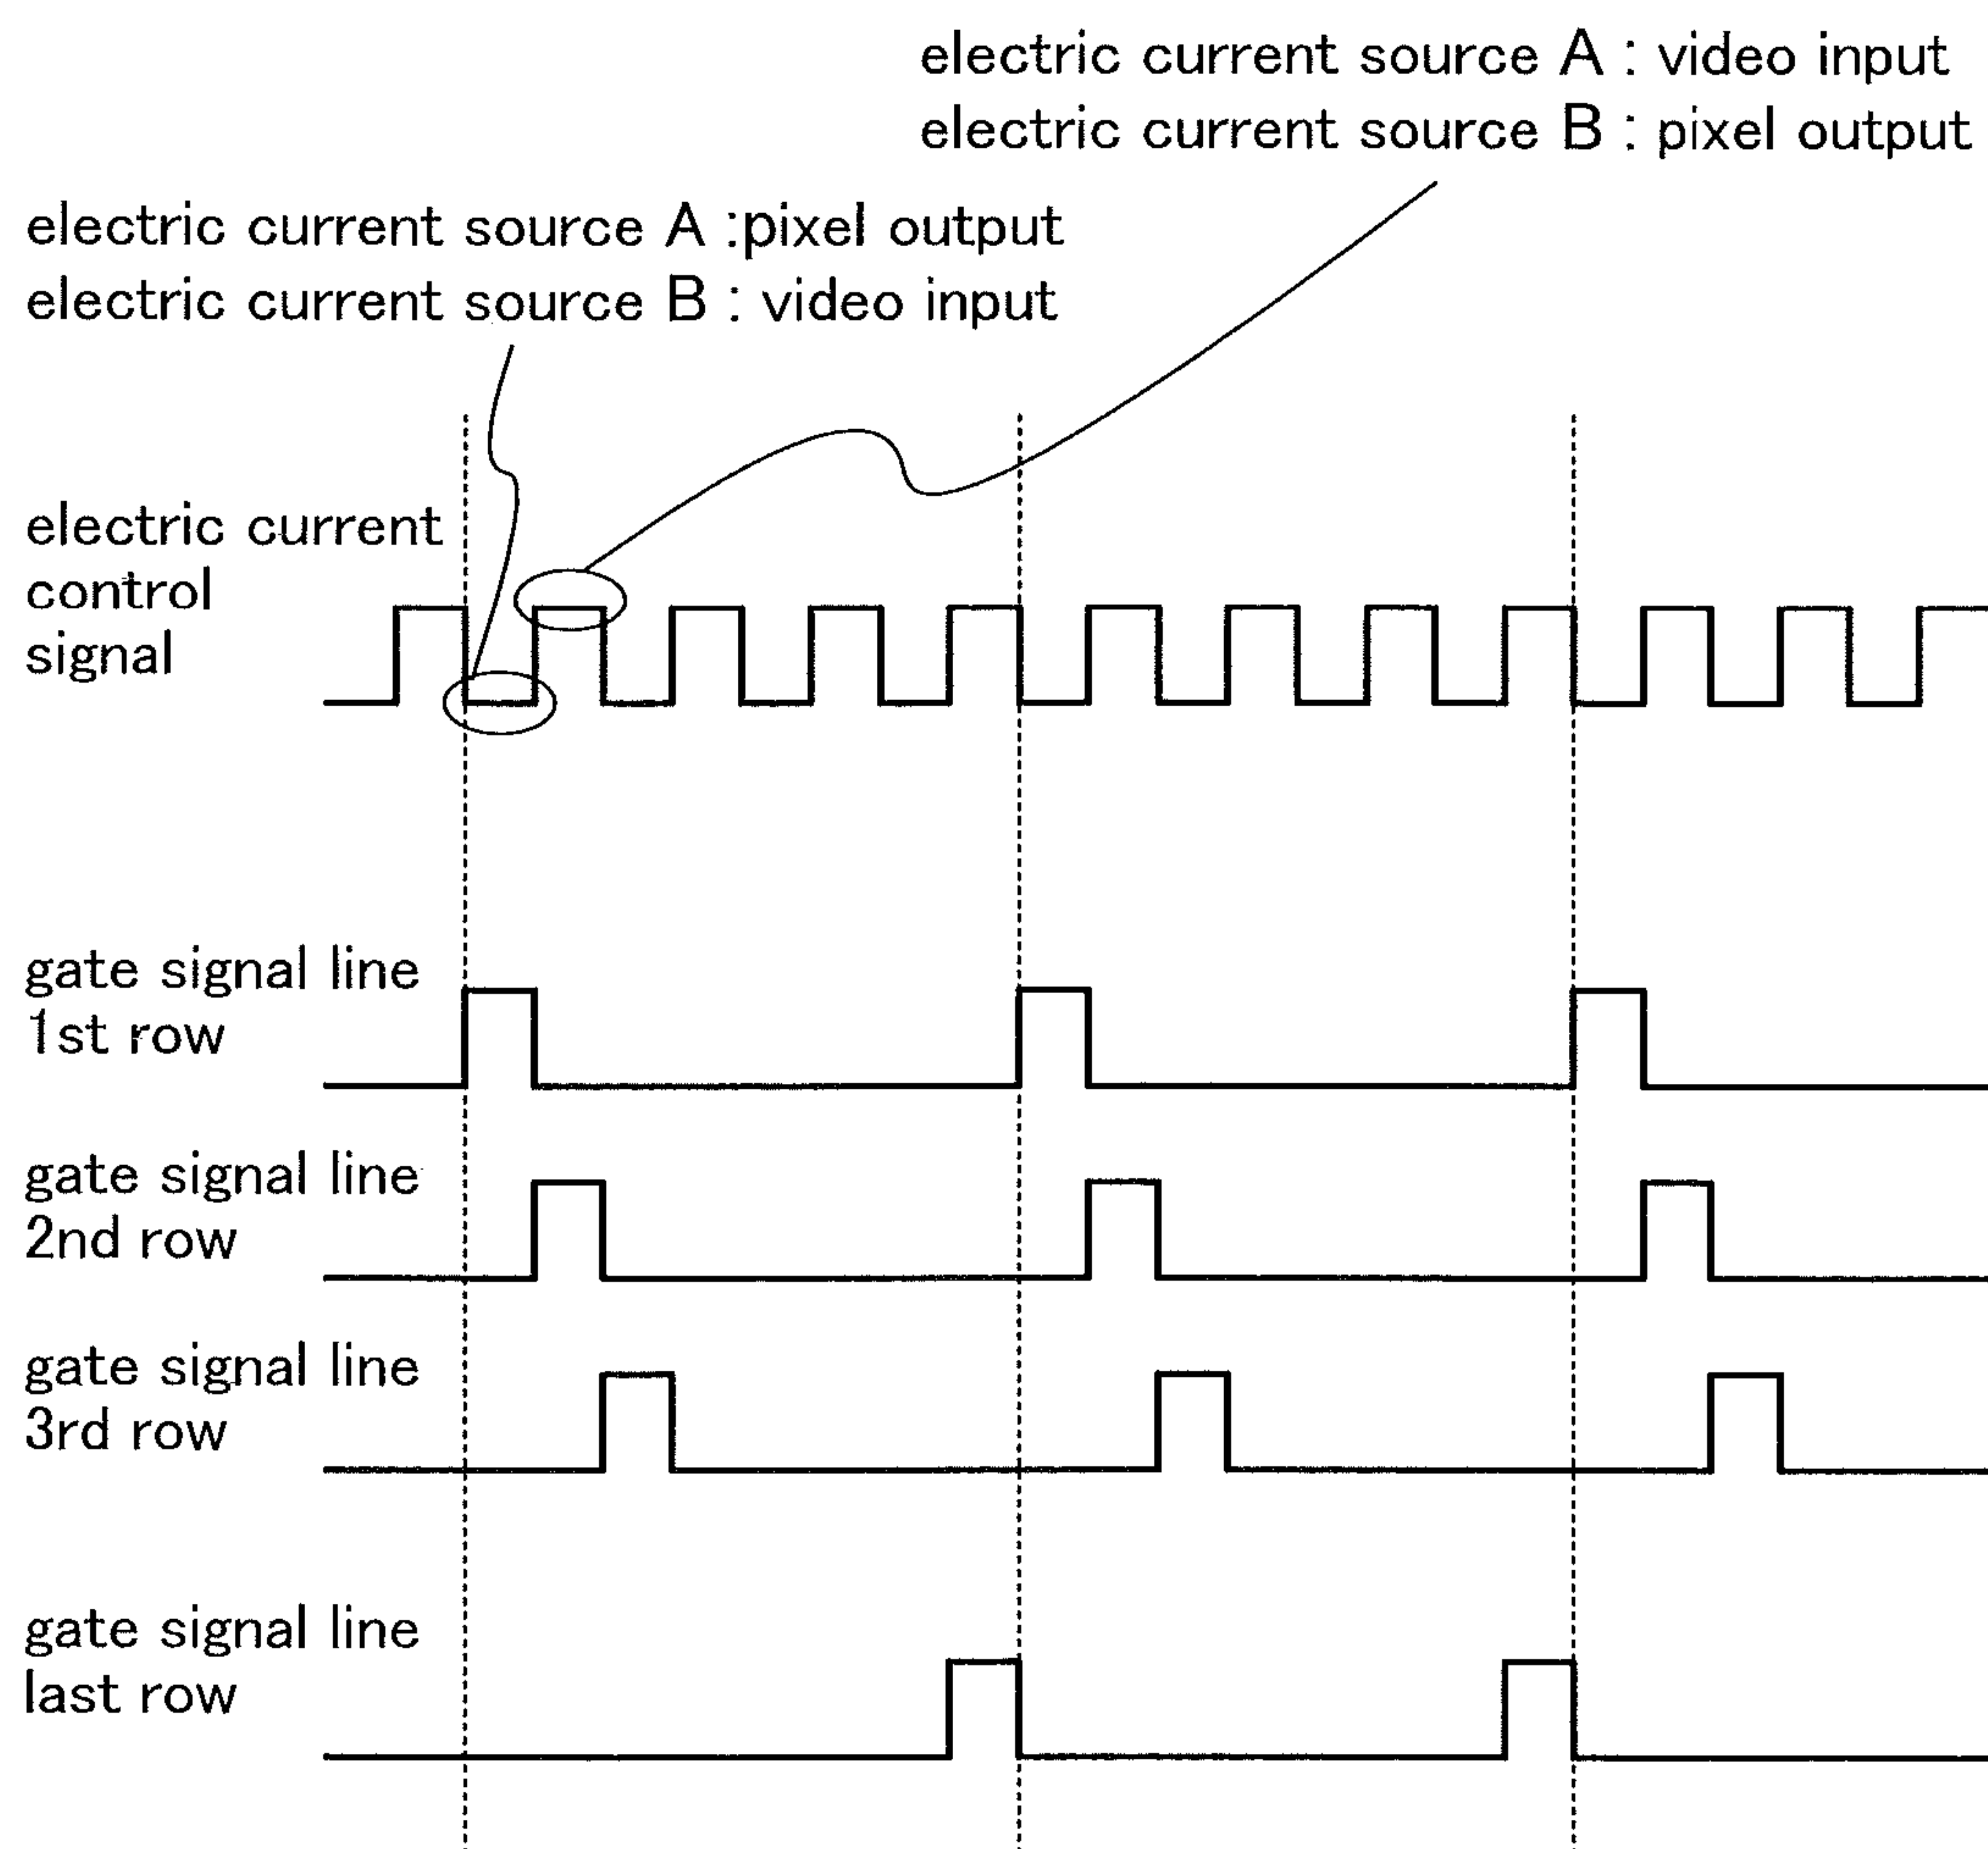 electric current source A : video input
electric current source B : pixel output
electric current source A :pixel output
electric current source B : video input
electric current
control
signal
gate signal line
1st row
gate signal line
2nd row
gate signal line
3rd row
gate signal line
last row